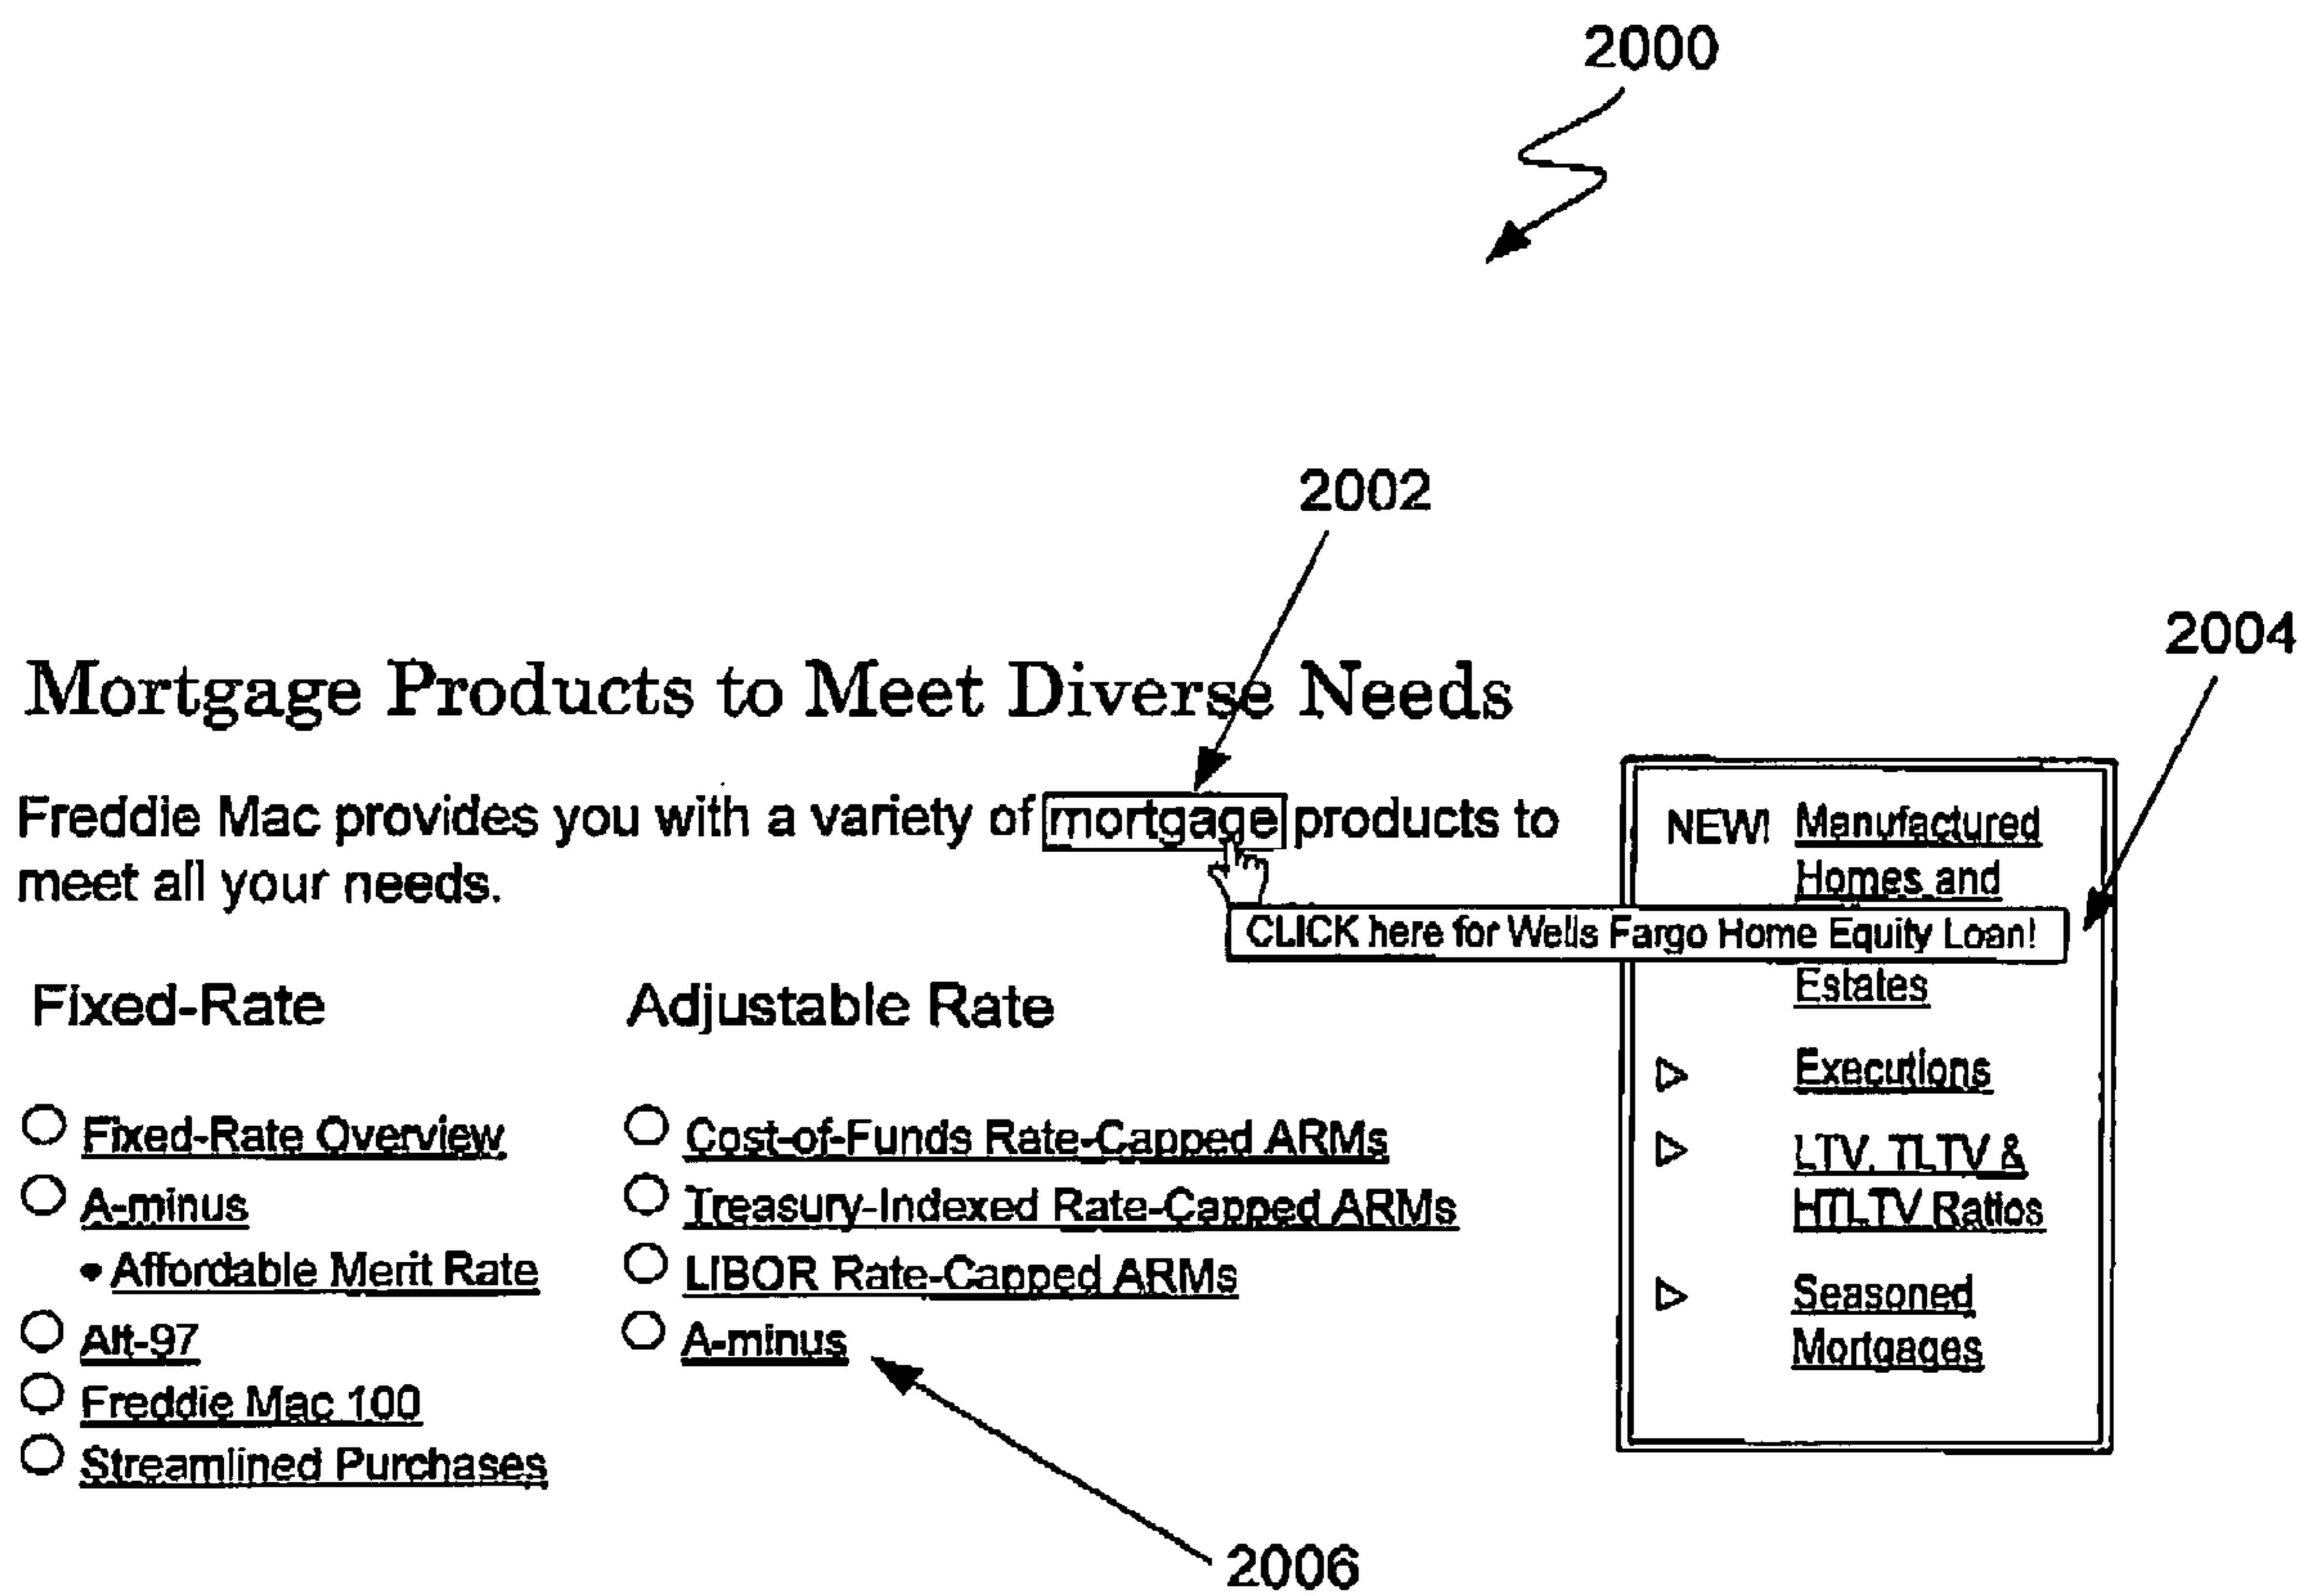 2000
2002
2004
Mortgage Products to Meet Diverse Needs
Freddie Mac provides you with a variety of mortgage products to
meet all your needs.
CLICK here for Wells Fargo Home Equity Loan!
NEW! Manufactured
Homes and
Estates
Executions
LTV, TLTV &
HTLTV Ratios
Seasoned
Mortgages
Fixed-Rate
Fixed-Rate Overview
A-minus
• Affordable Merit Rate
Alt-97
Freddie Mac 100
Streamlined Purchases
Adjustable Rate
Cost-of-Funds Rate-Capped ARMs
Treasury-Indexed Rate-Capped ARMs
LIBOR Rate-Capped ARMs
A-minus
2006